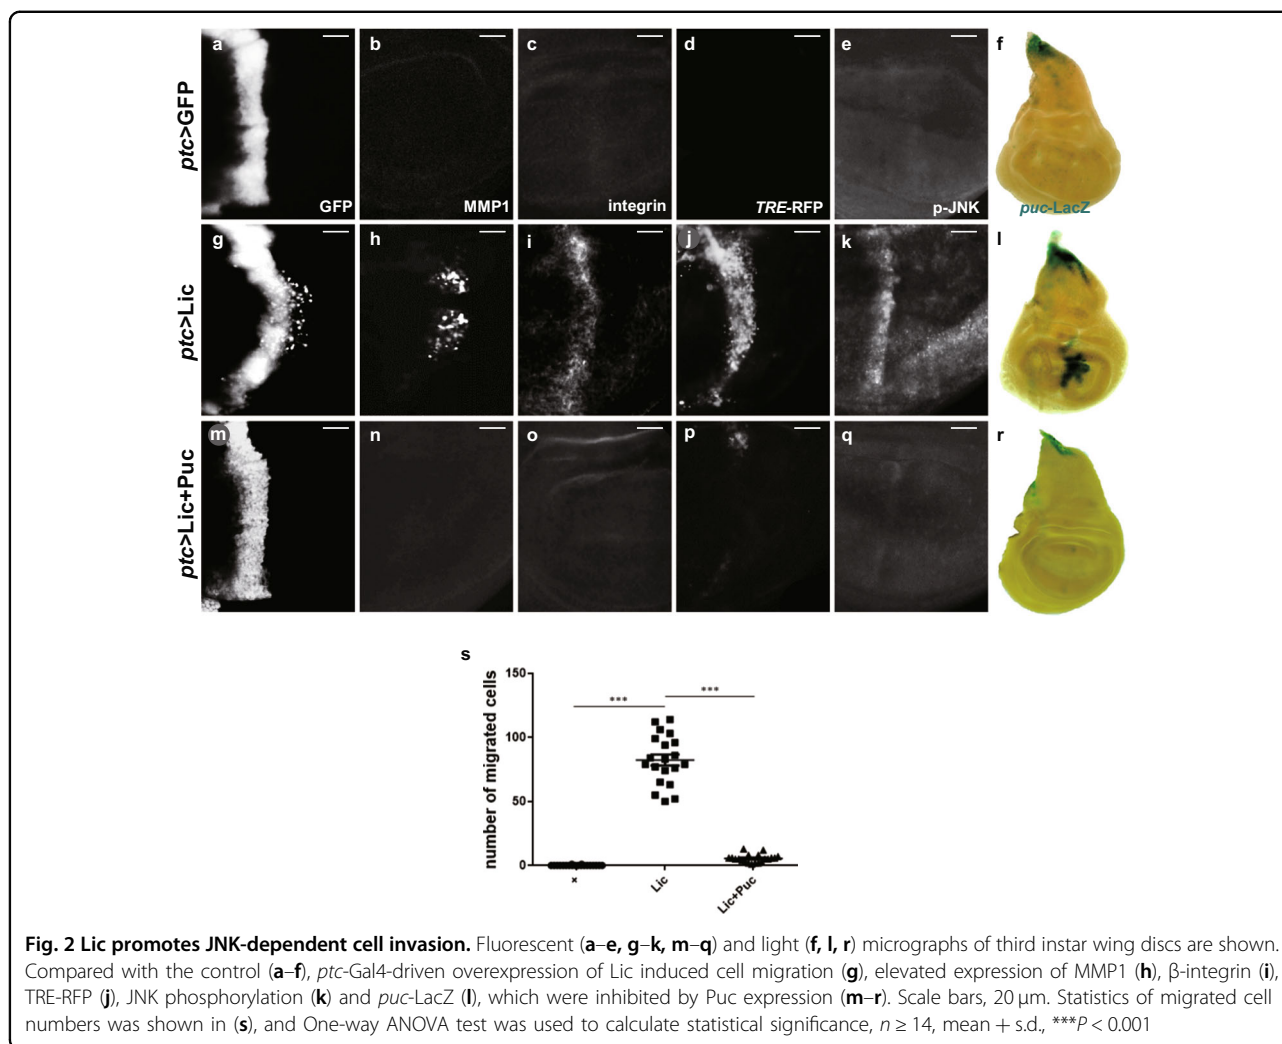 a b c d e f
ptc>GFP
GFP MMP1 integrin TRE-RFP p-JNK puc-LacZ
g h i j k l
ptc>Lic
m n o p q r
ptc>Lic+Puc
s
number of migrated cells
150
100
50
0
*** ***
+ Lic Lic+Puc
Fig. 2 Lic promotes JNK-dependent cell invasion. Fluorescent (a–e, g–k, m–q) and light (f, l, r) micrographs of third instar wing discs are shown.
Compared with the control (a–f), ptc-Gal4-driven overexpression of Lic induced cell migration (g), elevated expression of MMP1 (h), β-integrin (i),
TRE-RFP (j), JNK phosphorylation (k) and puc-LacZ (l), which were inhibited by Puc expression (m–r). Scale bars, 20 μm. Statistics of migrated cell
numbers was shown in (s), and One-way ANOVA test was used to calculate statistical significance, n ≥ 14, mean + s.d., ***P < 0.001